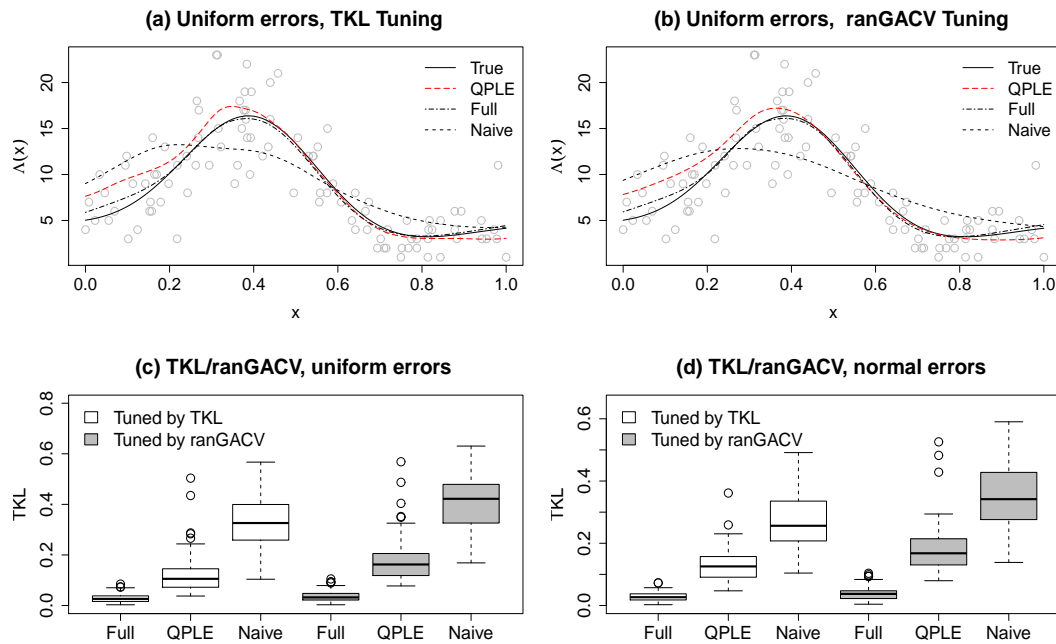 (a) Uniform errors, TKL Tuning
Λ(x)
20
15
10
5
True
QPLE
Full
Naive
0.0 0.2 0.4 0.6 0.8 1.0
x
(b) Uniform errors, ranGACV Tuning
Λ(x)
20
15
10
5
True
QPLE
Full
Naive
0.0 0.2 0.4 0.6 0.8 1.0
x
(c) TKL/ranGACV, uniform errors
TKL
0.8
0.6
0.4
0.2
0.0
Tuned by TKL
Tuned by ranGACV
Full QPLE Naive Full QPLE Naive
(d) TKL/ranGACV, normal errors
TKL
0.6
0.4
0.2
0.0
Tuned by TKL
Tuned by ranGACV
Full QPLE Naive Full QPLE Naive